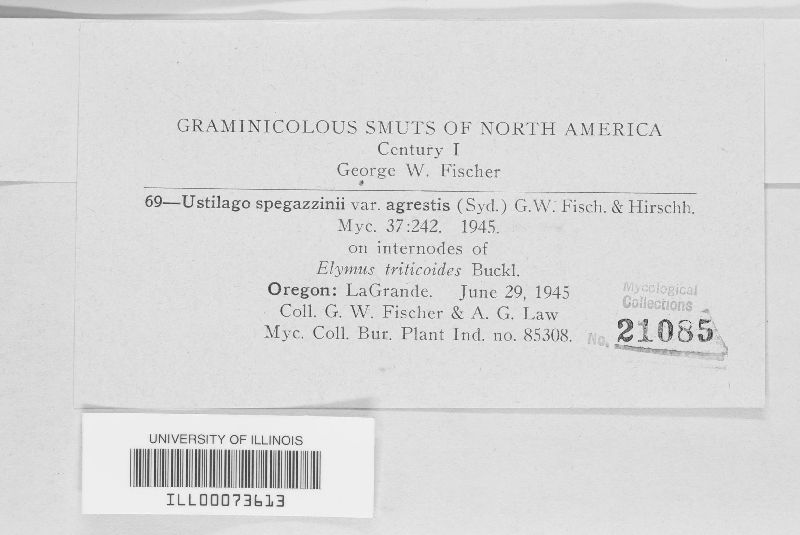 GRAMINICOLOUS SMUTS OF NORTH AMERICA
Century I
George W. Fischer
69—Ustilago spegazzinii var. agrestis (Syd.) G.W. Fisch. & Hirschh.
Myc. 37:242. 1945.
on internodes of
Elymus triticoides Buckl.
Oregon: LaGrande. June 29, 1945
Coll. G. W. Fischer & A. G. Law
Myc. Coll. Bur. Plant Ind. no. 85308.
Mycological
Collections
No. 21085
UNIVERSITY OF ILLINOIS
ILL00073613